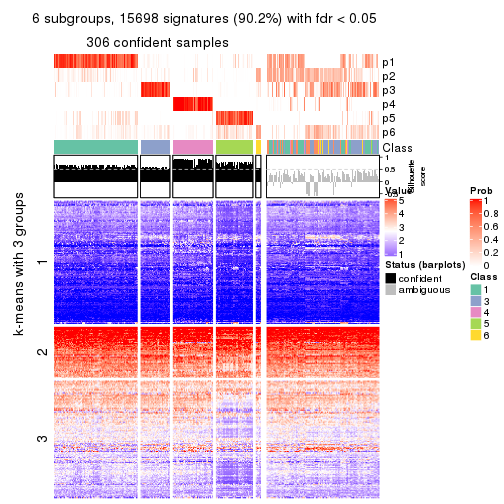 6 subgroups, 15698 signatures (90.2%) with fdr < 0.05
306 confident samples
p1
p2
p3
p4
p5
p6
Class
1
0.5
0
-0.5
Silhouette
score
k-means with 3 groups
1
2
3
Value
5
4
3
2
1
Status (barplots)
confident
ambiguous
Prob
1
0.8
0.6
0.4
0.2
0
Class
1
3
4
5
6